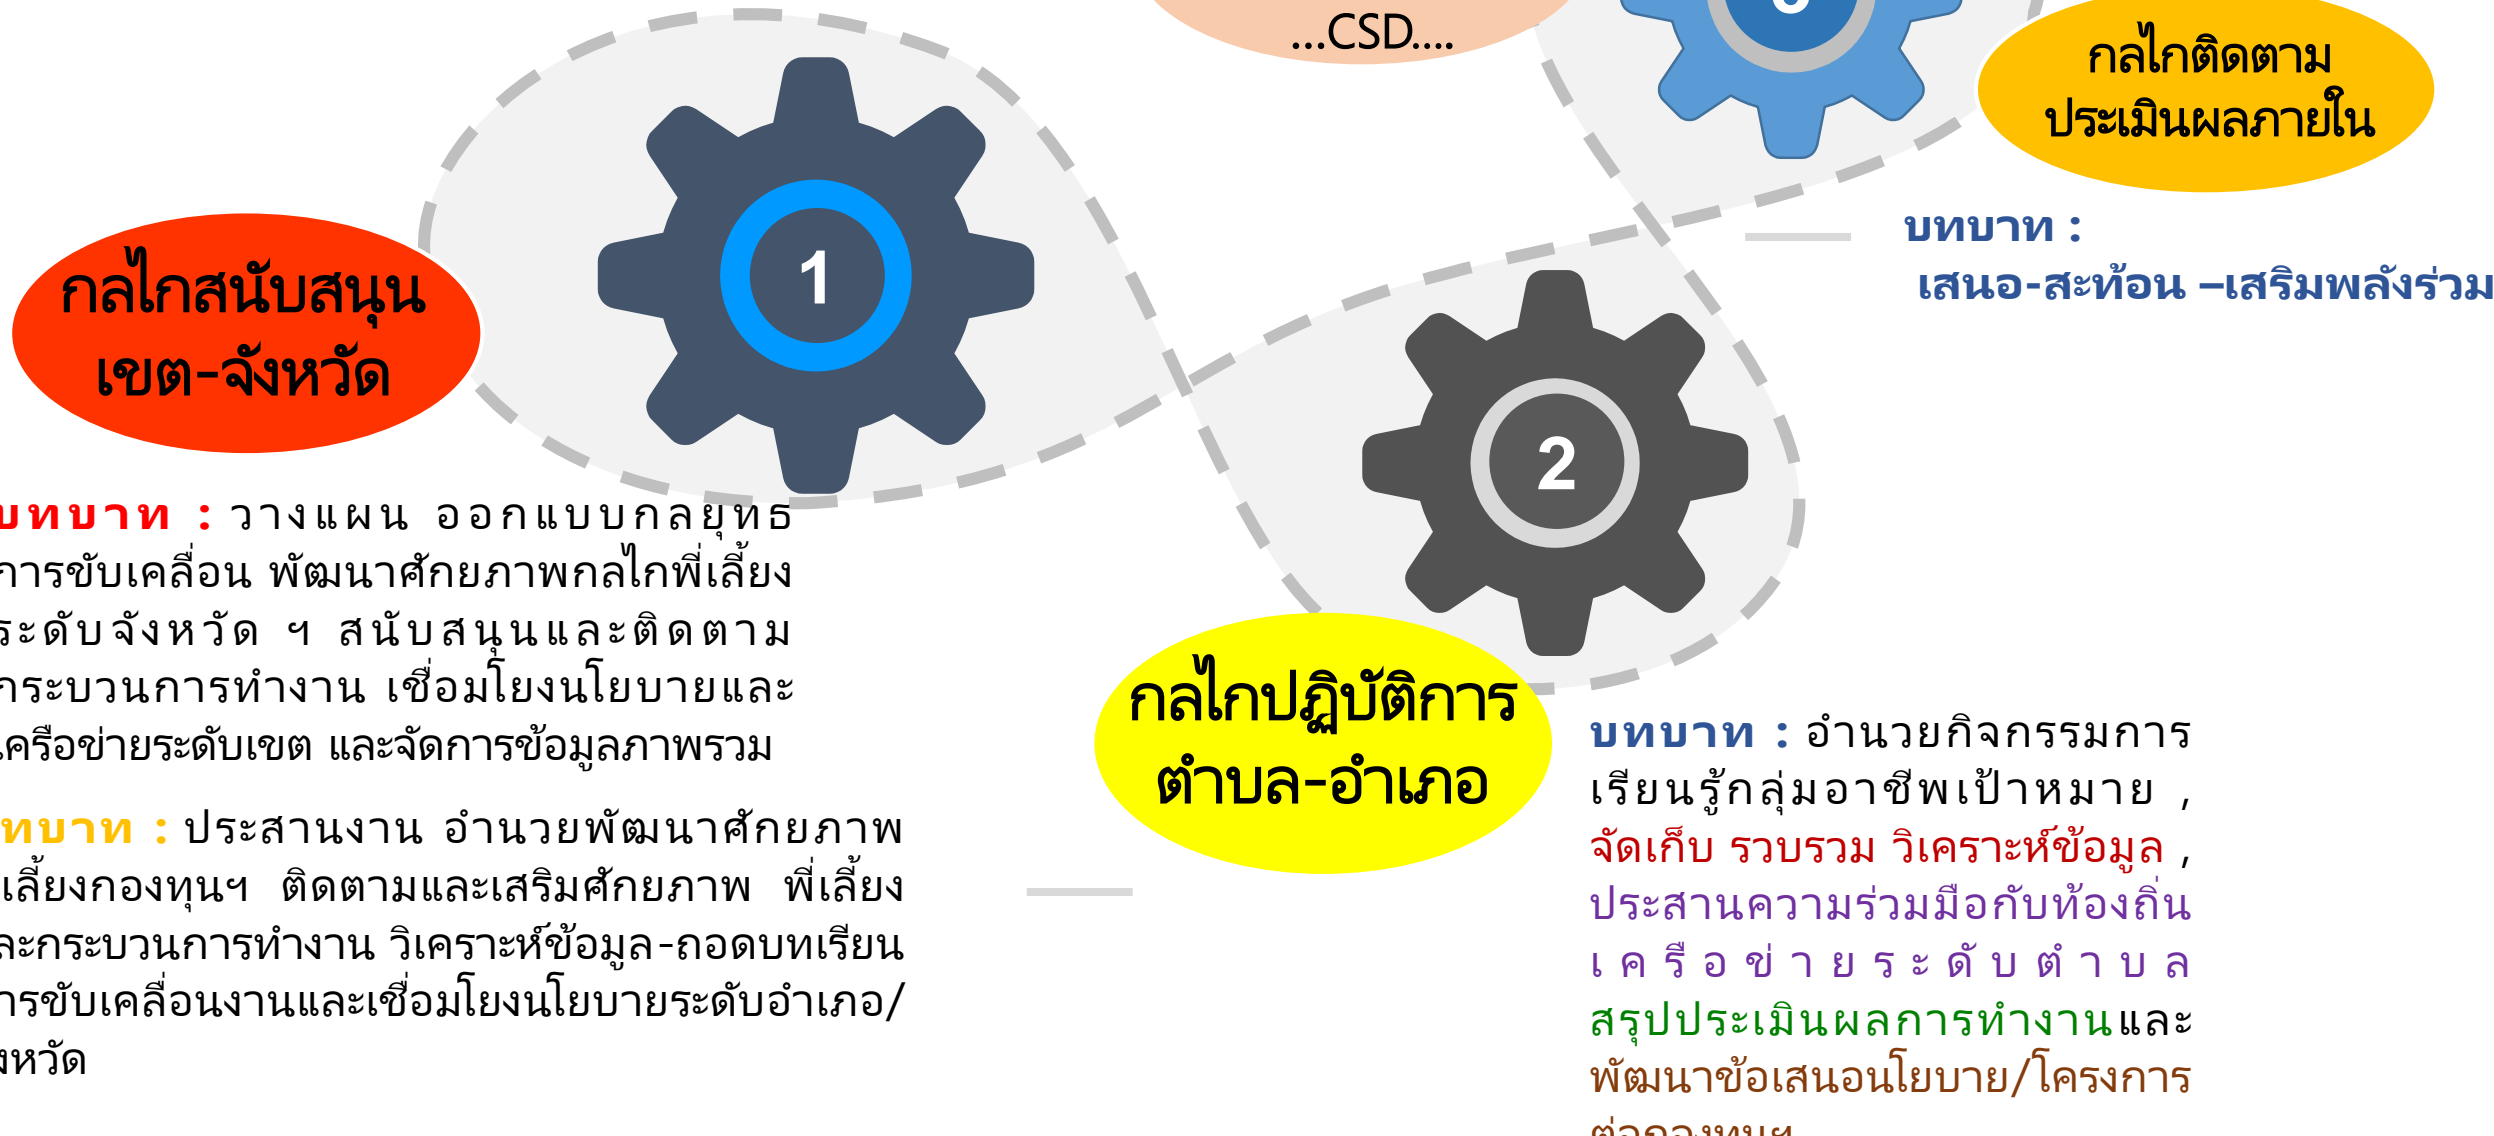 ...CSD....
กลไกติดตาม
ประเมินผลภายใน
บทบาท :
เสนอ-สะท้อน –เสริมพลังร่วม
1
กลไกสนับสนุน
เขต-จังหวัด
2
บทบาท : วางแผน ออกแบบกลยุทธ
การขับเคลื่อน พัฒนาศักยภาพกลไกพี่เลี้ยง
ระดับจังหวัด ฯ สนับสนุนและติดตาม
กระบวนการทำงาน เชื่อมโยงนโยบายและ
เครือข่ายระดับเขต และจัดการข้อมูลภาพรวม
กลไกปฏิบัติการ
ตำบล-อำเภอ
บทบาท : ประสานงาน อำนวยพัฒนาศักยภาพ
เลี้ยงกองทุนฯ ติดตามและเสริมศักยภาพ พี่เลี้ยง
ละกระบวนการทำงาน วิเคราะห์ข้อมูล-ถอดบทเรียน
ารขับเคลื่อนงานและเชื่อมโยงนโยบายระดับอำเภอ/
งหวัด
บทบาท : อำนวยกิจกรรมการ
เรียนรู้กลุ่มอาชีพเป้าหมาย ,
จัดเก็บ รวบรวม วิเคราะห์ข้อมูล ,
ประสานความร่วมมือกับท้องถิ่น
เครือข่ายระดับตำบล
สรุปประเมินผลการทำงานและ
พัฒนาข้อเสนอนโยบาย/โครงการ
ต่อกองทุนฯ